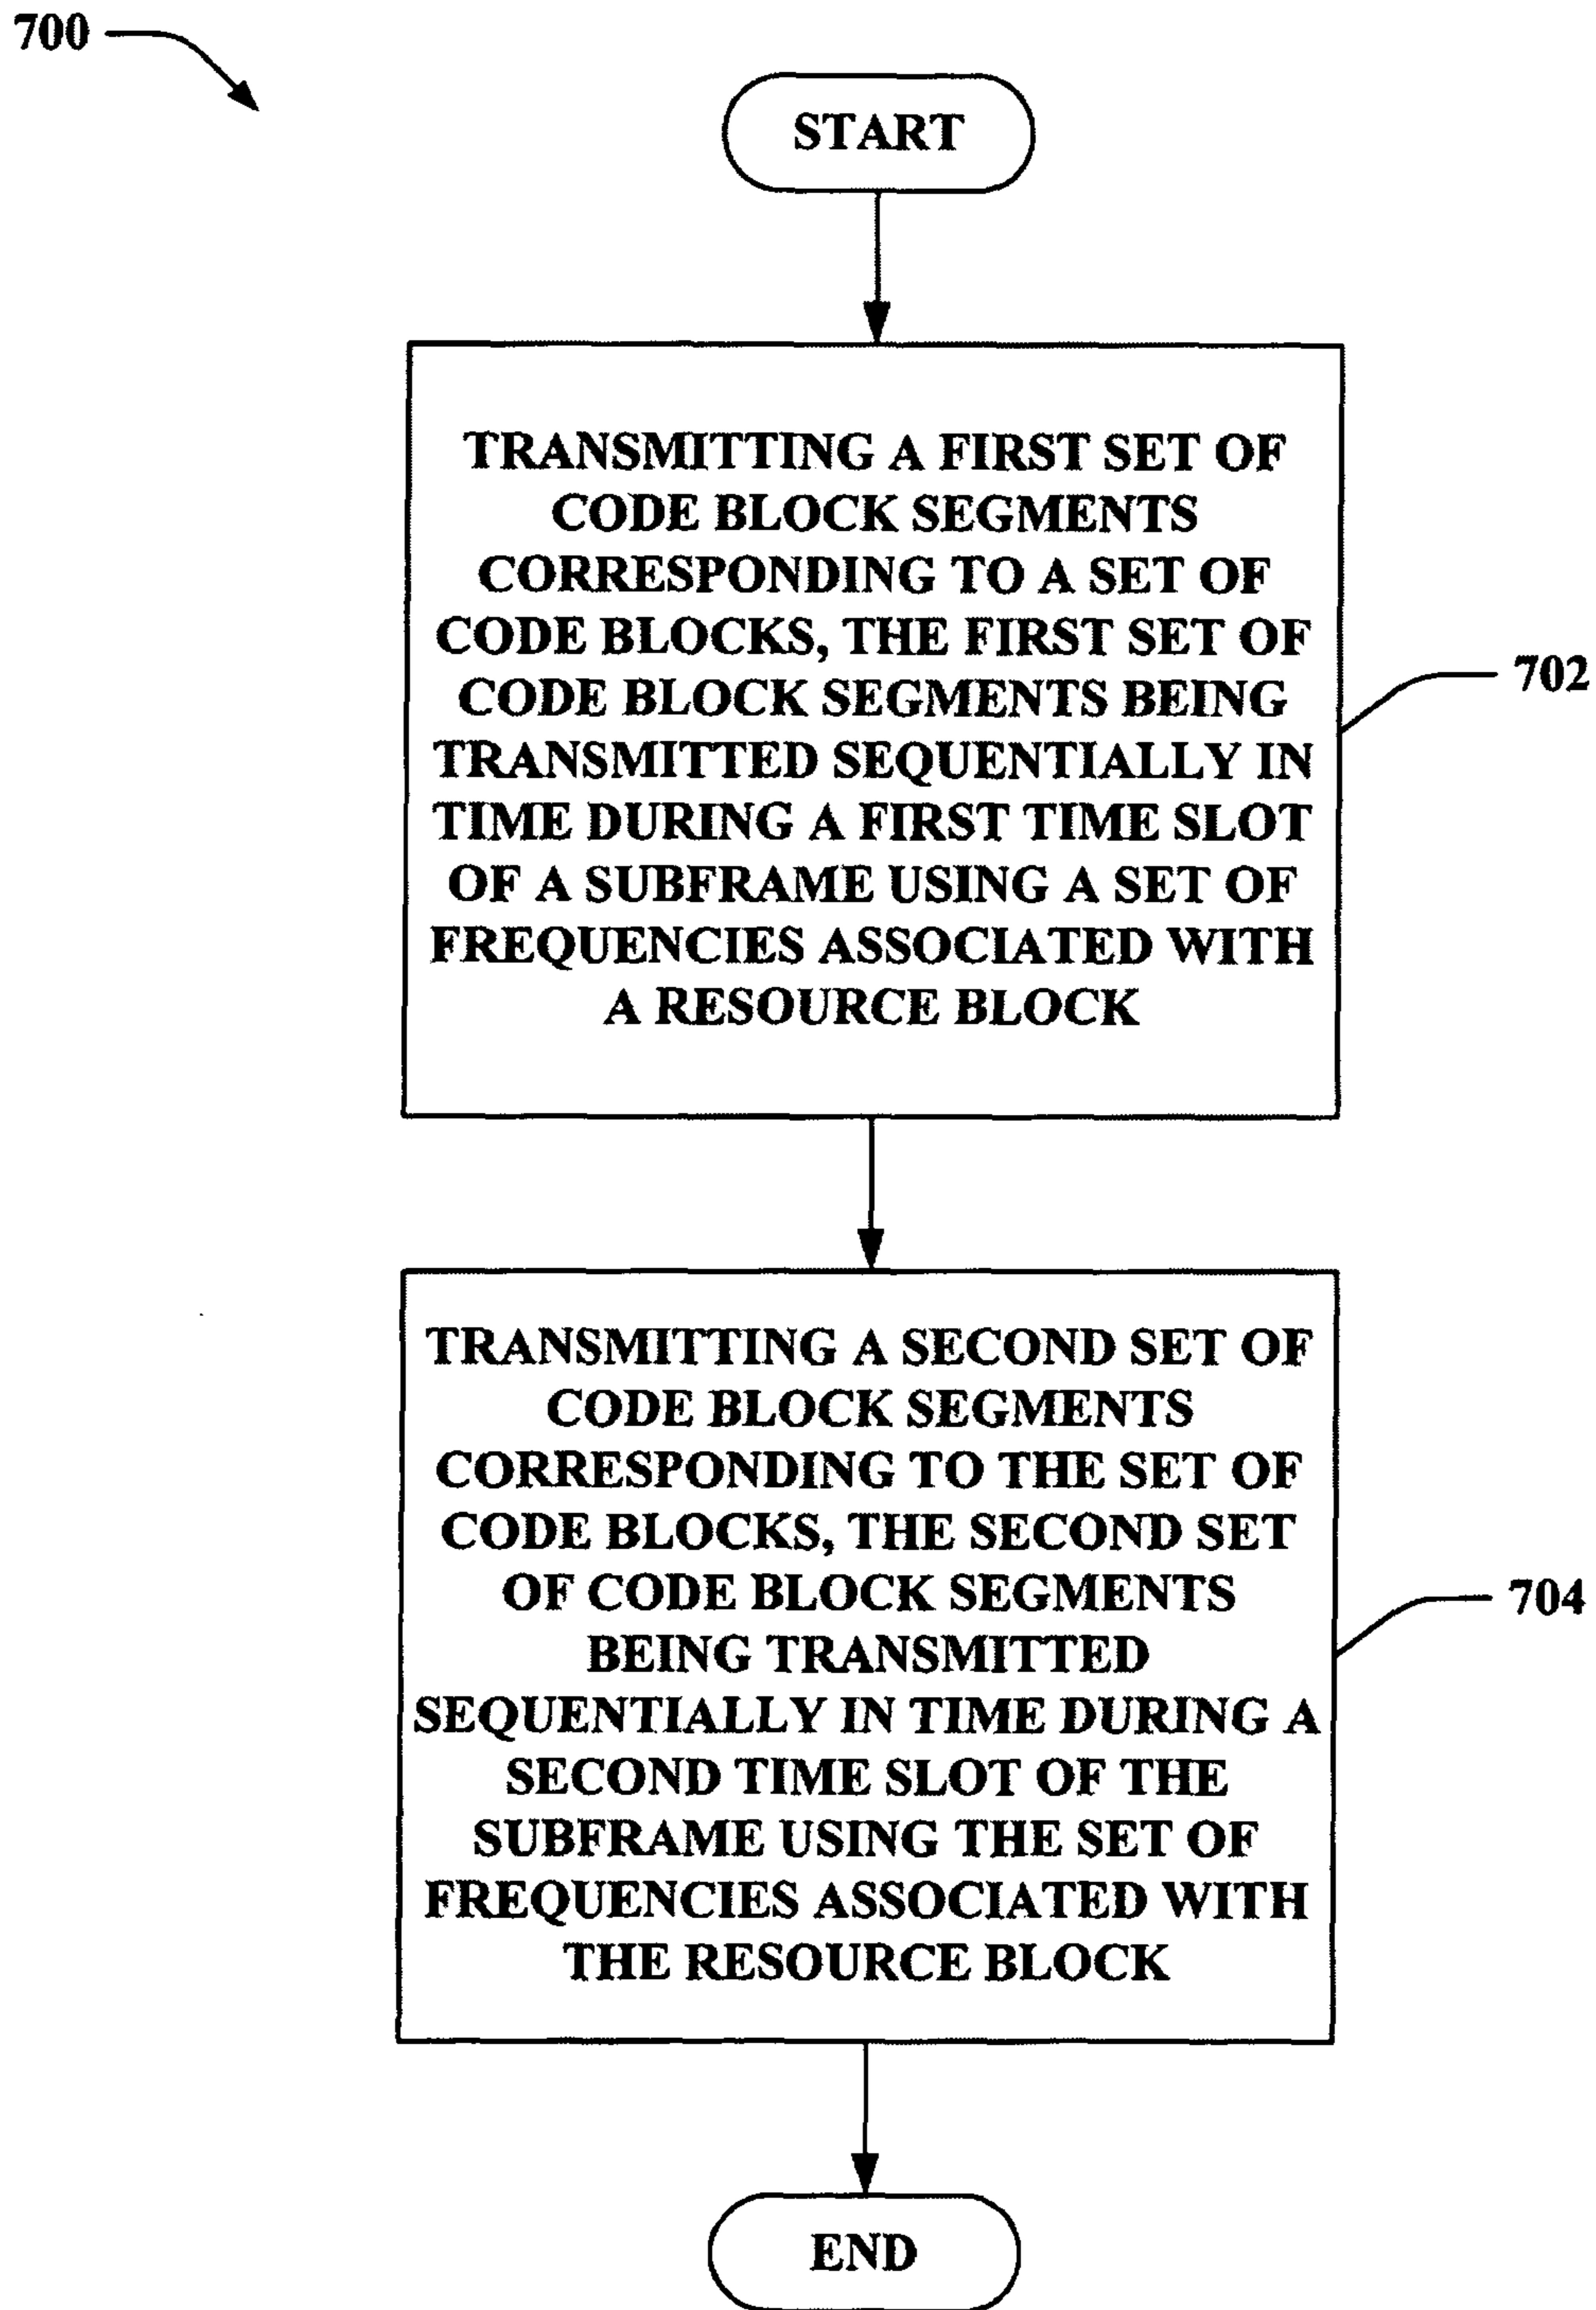 700
START
TRANSMITTING A FIRST SET OF
CODE BLOCK SEGMENTS
CORRESPONDING TO A SET OF
CODE BLOCKS, THE FIRST SET OF
CODE BLOCK SEGMENTS BEING
TRANSMITTED SEQUENTIALLY IN
TIME DURING A FIRST TIME SLOT
OF A SUBFRAME USING A SET OF
FREQUENCIES ASSOCIATED WITH
A RESOURCE BLOCK
702
TRANSMITTING A SECOND SET OF
CODE BLOCK SEGMENTS
CORRESPONDING TO THE SET OF
CODE BLOCKS, THE SECOND SET
OF CODE BLOCK SEGMENTS
BEING TRANSMITTED
SEQUENTIALLY IN TIME DURING A
SECOND TIME SLOT OF THE
SUBFRAME USING THE SET OF
FREQUENCIES ASSOCIATED WITH
THE RESOURCE BLOCK
704
END